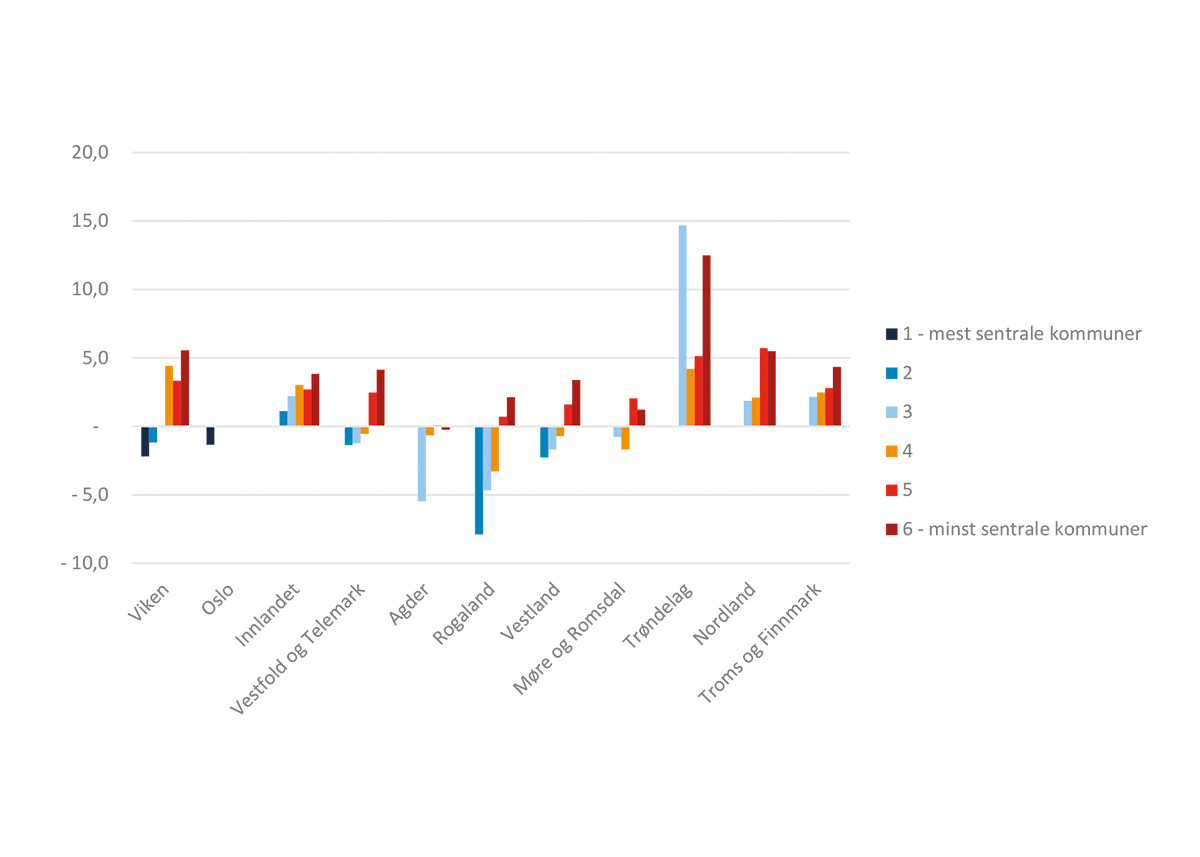 20,0
15,0
10,0
5,0
-
- 5,0
- 10,0
Viken
Oslo
Innlandet
Vestfold og Telemark
Agder
Rogaland
Vestland
Møre og Romsdal
Trøndelag
Nordland
Troms og Finnmark
1 - mest sentrale kommuner
2
3
4
5
6 - minst sentrale kommuner